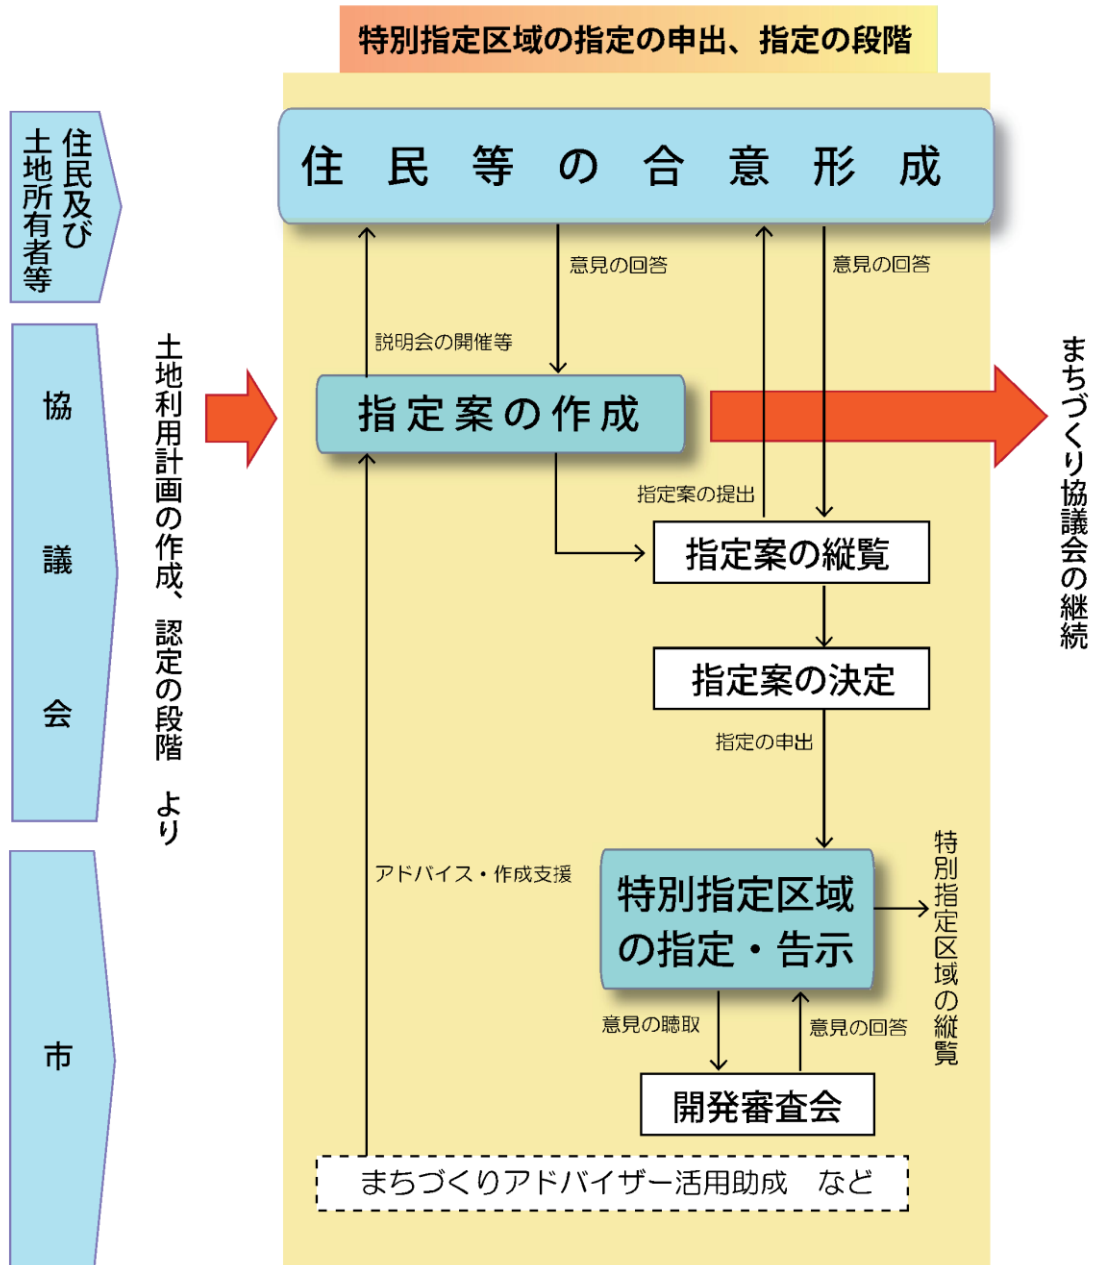 特別指定区域の指定の申出、指定の段階
住民及び
土地所有者等
住民等の合意形成
意見の回答
意見の回答
説明会の開催等
土地利用計画の作成、認定の段階　より
協議会
指定案の作成
まちづくり協議会の継続
指定案の提出
指定案の縦覧
指定案の決定
指定の申出
アドバイス・作成支援
特別指定区域
の指定・告示
特別指定区域の縦覧
市
意見の聴取
意見の回答
開発審査会
まちづくりアドバイザー活用助成　など